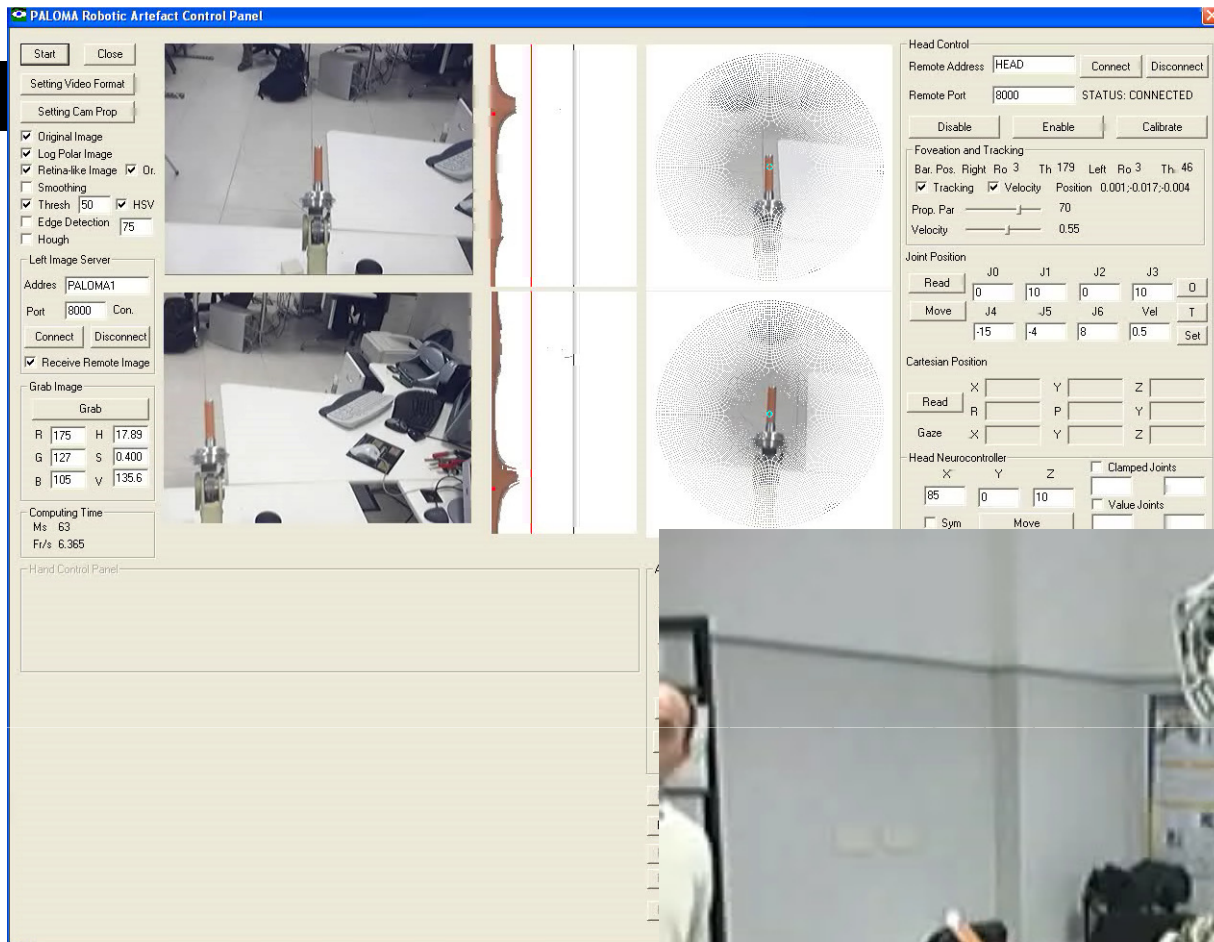 PALOMA Robotic Artefact Control Panel
Start Close
Setting Video Format
Setting Cam Prop
Original Image
Log Polar Image
Retina-like Image Or.
Smoothing
Thresh 50 HSV
Edge Detection 75
Hough
Left Image Server
Addres PALOMA1
Port 8000 Con.
Connect Disconnect
Receive Remote Image
Grab Image
Grab
R 175 H 17.89
G 127 S 0.400
B 105 V 135.6
Computing Time
Ms 63
Fr/s 6.365
Hand Control Panel
Head Control
Remote Address HEAD Connect Disconnect
Remote Port 8000 STATUS: CONNECTED
Disable Enable Calibrate
Foveation and Tracking
Bar. Pos. Right Ro 3 Th 179 Left Ro 3 Th. 46
Tracking Velocity Position 0.001;-0.017;-0.004
Prop. Par 70
Velocity 0.55
Joint Position
Read J0 J1 J2 J3
0 10 0 10 0
Move J4 J5 J6 Vel T
-15 -4 8 0.5 Set
Cartesian Position
X Y Z
Read
R P Y
Gaze X Y Z
Head Neurocontroller
X Y Z Clamped Joints
85 0 10 Value Joints
Sym Move